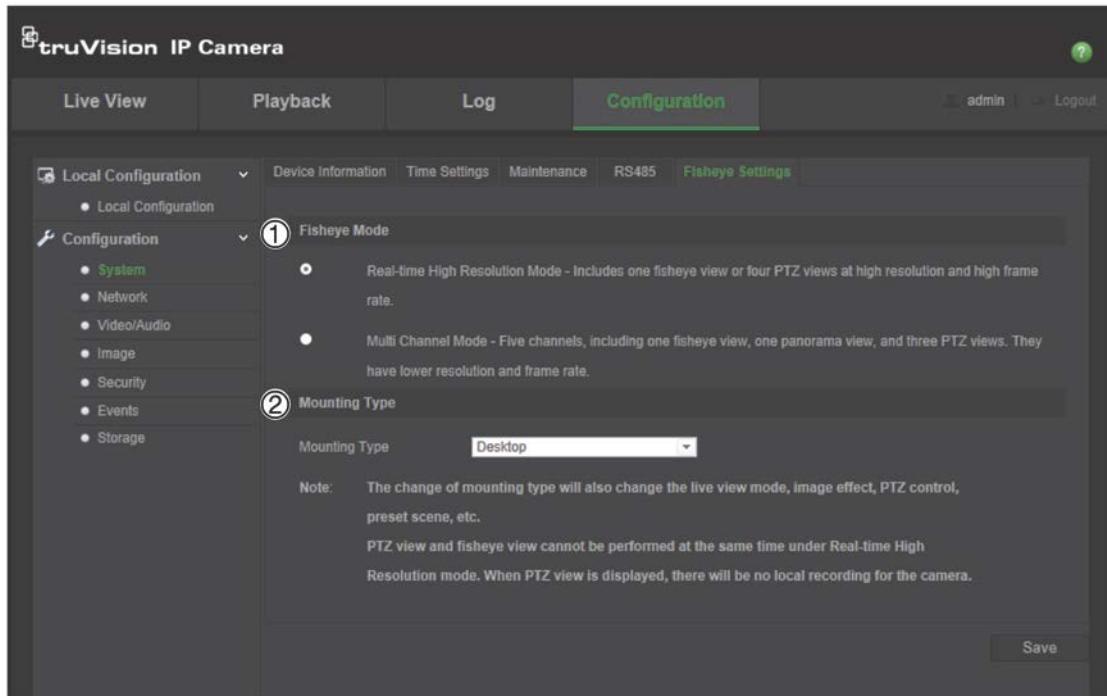 truVision IP Camera
?
Live View Playback Log Configuration admin Logout
Device Information Time Settings Maintenance RS485 Fisheye Settings
Local Configuration
Local Configuration
Configuration
System
Network
Video/Audio
Image
Security
Events
Storage
① Fisheye Mode
Real-time High Resolution Mode - Includes one fisheye view or four PTZ views at high resolution and high frame
rate.
Multi Channel Mode - Five channels, including one fisheye view, one panorama view, and three PTZ views. They
have lower resolution and frame rate.
② Mounting Type
Mounting Type Desktop
Note: The change of mounting type will also change the live view mode, image effect, PTZ control,
preset scene, etc.
PTZ view and fisheye view cannot be performed at the same time under Real-time High
Resolution mode. When PTZ view is displayed, there will be no local recording for the camera.
Save